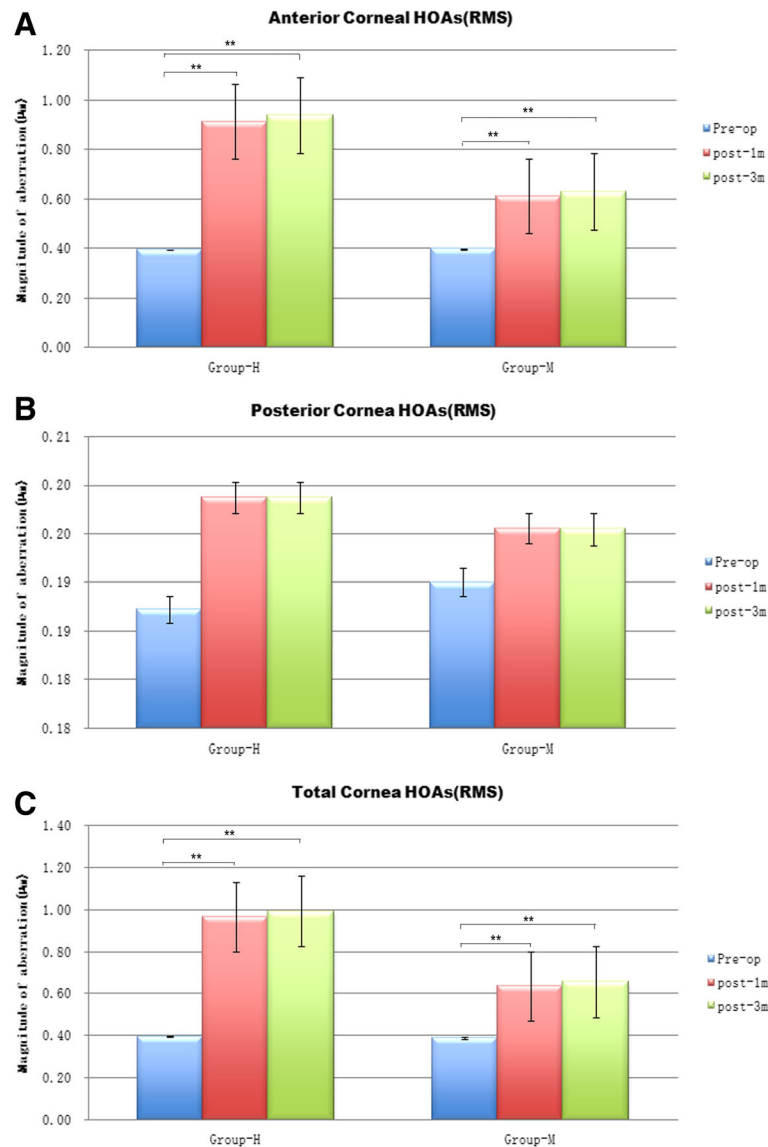 A
Anterior Corneal HOAs(RMS)
Magnitude of aberration(μm)
1.20
1.00
0.80
0.60
0.40
0.20
0.00
**
**
**
**
Group-H
Group-M
Pre-op
post-1m
post-3m
B
Posterior Cornea HOAs(RMS)
Magnitude of aberration(μm)
0.21
0.20
0.20
0.19
0.19
0.18
0.18
Group-H
Group-M
Pre-op
post-1m
post-3m
C
Total Cornea HOAs(RMS)
Magnitude of aberration(μm)
1.40
1.20
1.00
0.80
0.60
0.40
0.20
0.00
**
**
**
**
Group-H
Group-M
Pre-op
post-1m
post-3m